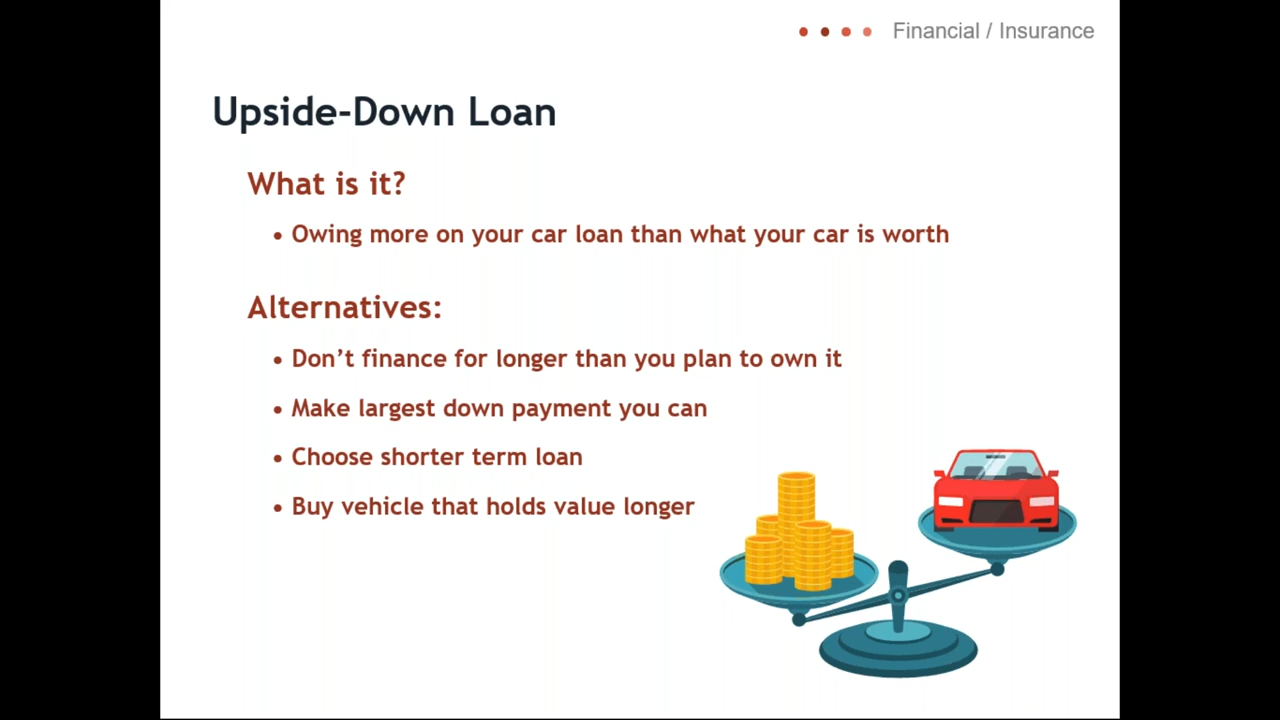 Financial / Insurance
Upside-Down Loan
What is it?
• Owing more on your car loan than what your car is worth
Alternatives:
• Don’t finance for longer than you plan to own it
• Make largest down payment you can
• Choose shorter term loan
• Buy vehicle that holds value longer